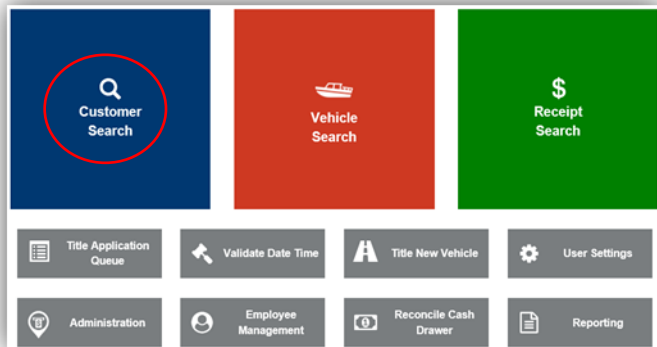 Customer
Search
Vehicle
Search
$
Receipt
Search
Title Application
Queue
Validate Date Time
Title New Vehicle
User Settings
Administration
Employee
Management
Reconcile Cash
Drawer
Reporting